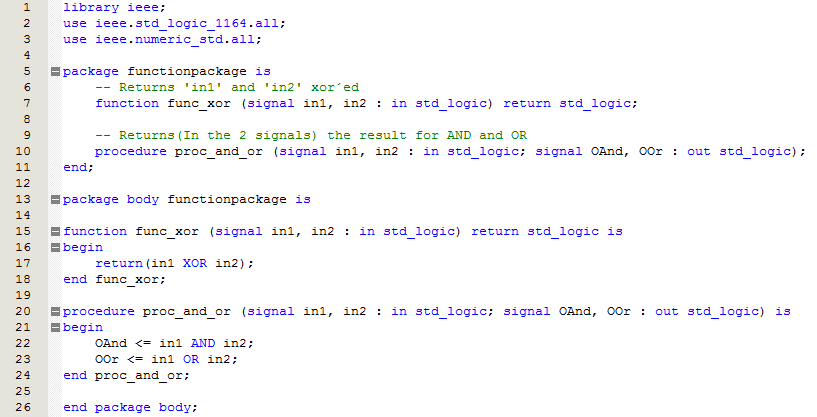 1 library ieee;
2 use ieee.std_logic_1164.all;
3 use ieee.numeric_std.all;
4
5 package functionpackage is
6 -- Returns 'in1' and 'in2' xor´ed
7 function func_xor (signal in1, in2 : in std_logic) return std_logic;
8
9 -- Returns(In the 2 signals) the result for AND and OR
10 procedure proc_and_or (signal in1, in2 : in std_logic; signal OAnd, OOr : out std_logic);
11 end;
12
13 package body functionpackage is
14
15 function func_xor (signal in1, in2 : in std_logic) return std_logic is
16 begin
17 return(in1 XOR in2);
18 end func_xor;
19
20 procedure proc_and_or (signal in1, in2 : in std_logic; signal OAnd, OOr : out std_logic) is
21 begin
22 OAnd <= in1 AND in2;
23 OOr <= in1 OR in2;
24 end proc_and_or;
25
26 end package body;